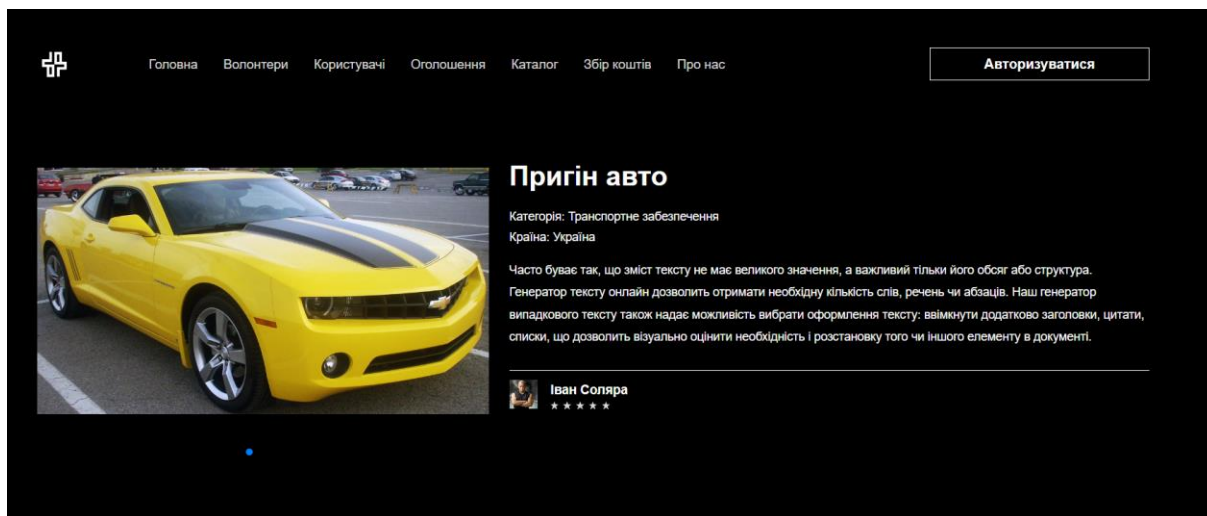 Головна Волонтери Користувачі Оголошення Каталог Збір коштів Про нас Авторизуватися
Пригін авто
Категорія: Транспортне забезпечення
Країна: Україна
Часто буває так, що зміст тексту не має великого значення, а важливий тільки його обсяг або структура.
Генератор тексту онлайн дозволить отримати необхідну кількість слів, речень чи абзаців. Наш генератор
випадкового тексту також надає можливість вибрати оформлення тексту: ввімкнути додатково заголовки, цитати,
списки, що дозволить візуально оцінити необхідність і розстановку того чи іншого елементу в документі.
Іван Соляра